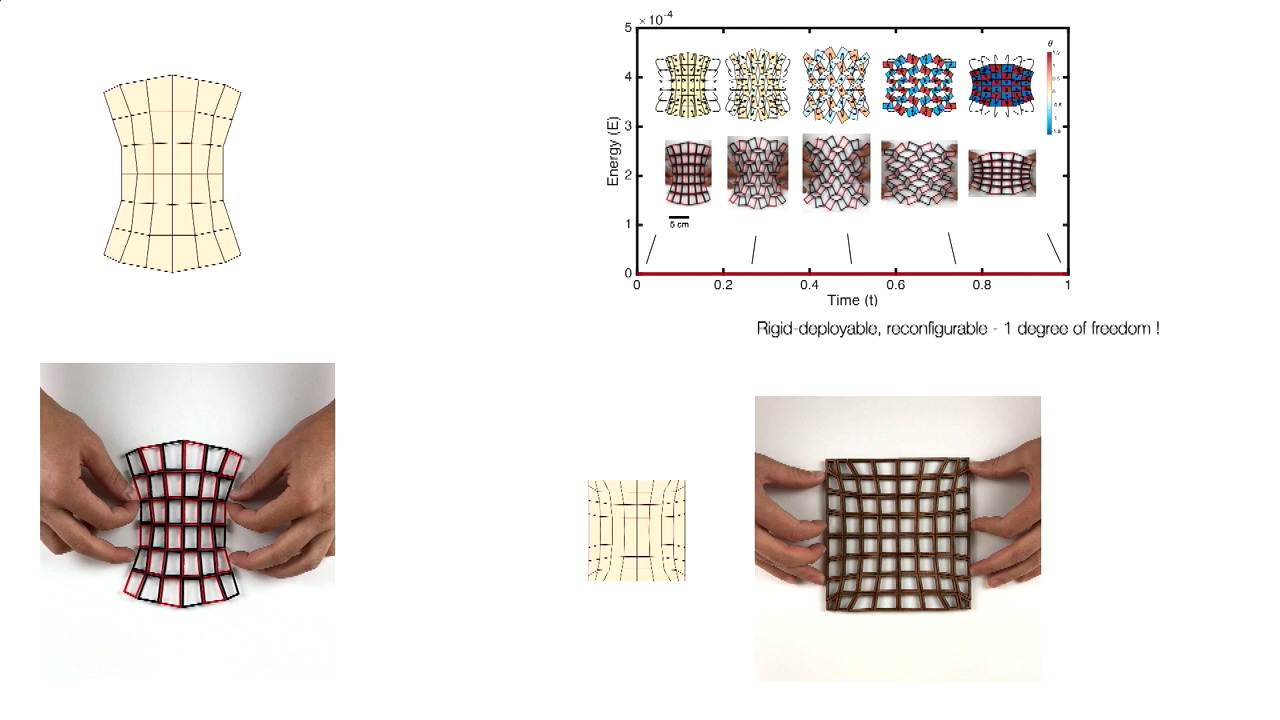 5 ×10⁻⁴
4
3
2
1
0
Energy (E)
θ
5 cm
0 0.2 0.4 0.6 0.8 1
Time (t)
Rigid-deployable, reconfigurable - 1 degree of freedom !